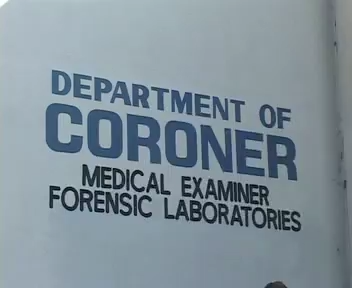 DEPARTMENT OF
CORONER
MEDICAL EXAMINER
FORENSIC LABORATORIES